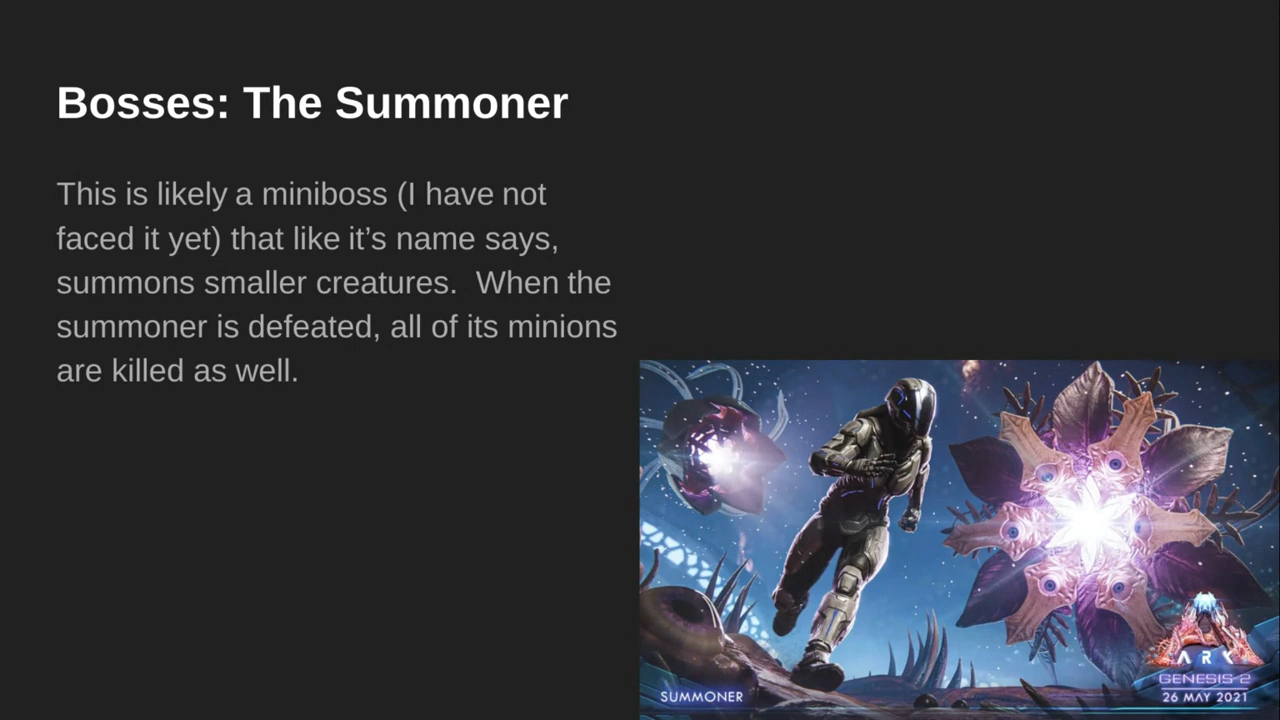 Bosses: The Summoner
This is likely a miniboss (I have not
faced it yet) that like it’s name says,
summons smaller creatures.  When the
summoner is defeated, all of its minions
are killed as well.
SUMMONER
ARK
GENESIS 2
26 MAY 2021